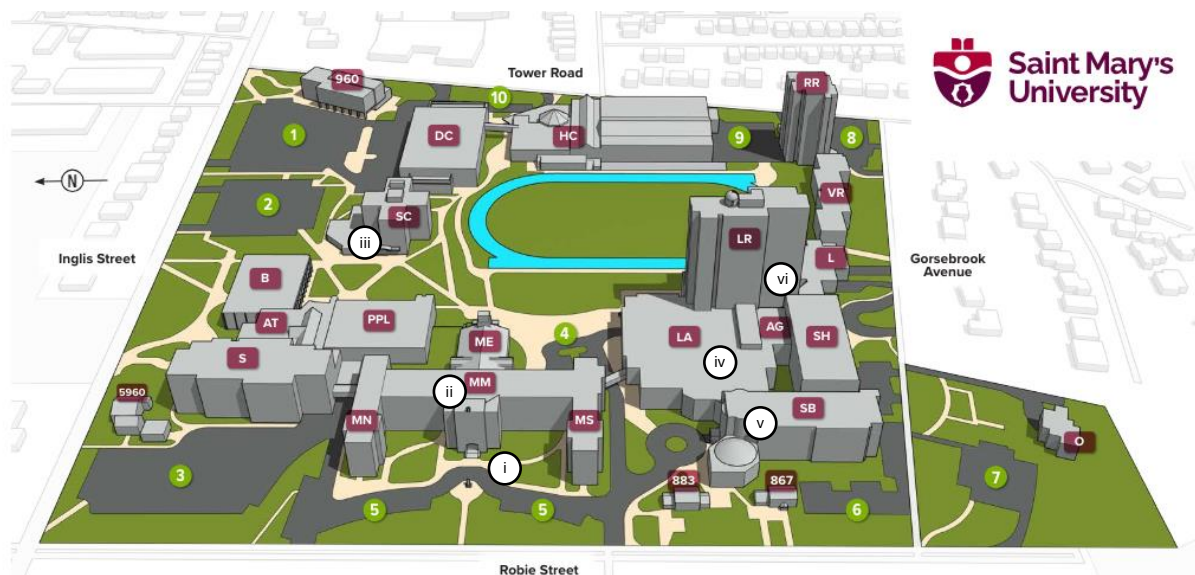 Saint Mary's
University
Tower Road
960
RR
10
1
DC
HC
9
8
N
2
VR
SC
iii
LR
L
Inglis Street
Gorsebrook
Avenue
B
vi
AT
PPL
4
AG
ME
LA
SH
S
iv
MM
ii
5960
MN
MS
SB
v
O
i
3
883
867
7
5
5
6
Robie Street